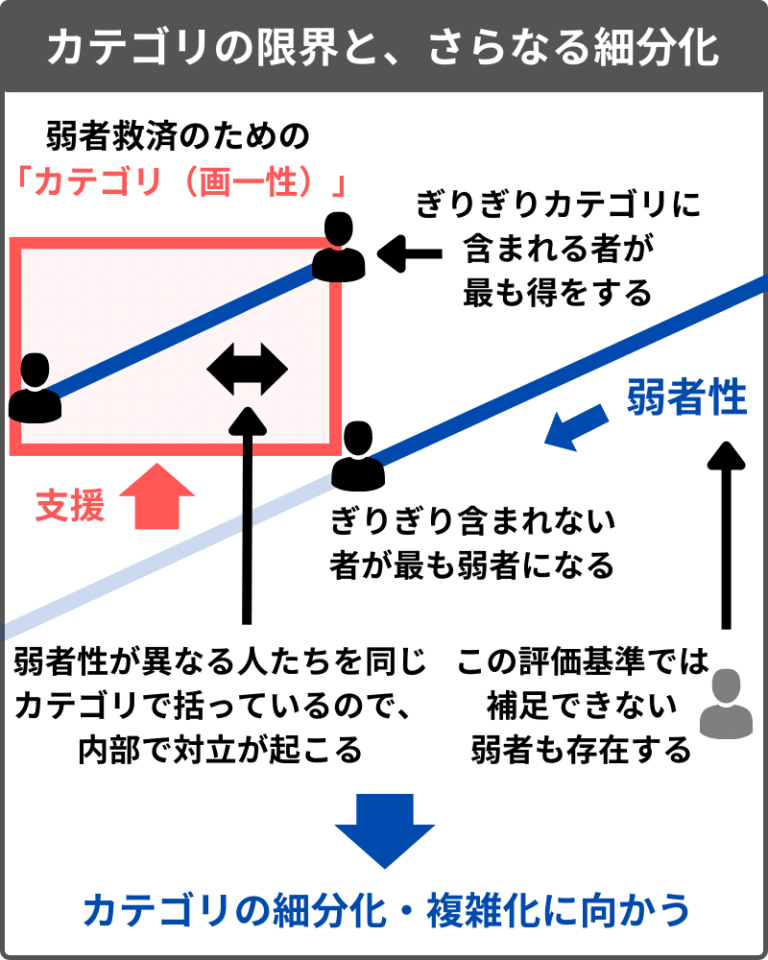 カテゴリの限界と、さらなる細分化
弱者救済のための
「カテゴリ（画一性）」
ぎりぎりカテゴリに
含まれる者が
最も得をする
弱者性
支援
ぎりぎり含まれない
者が最も弱者になる
弱者性が異なる人たちを同じ
カテゴリで括っているので、
内部で対立が起こる
この評価基準では
補足できない
弱者も存在する
カテゴリの細分化・複雑化に向かう